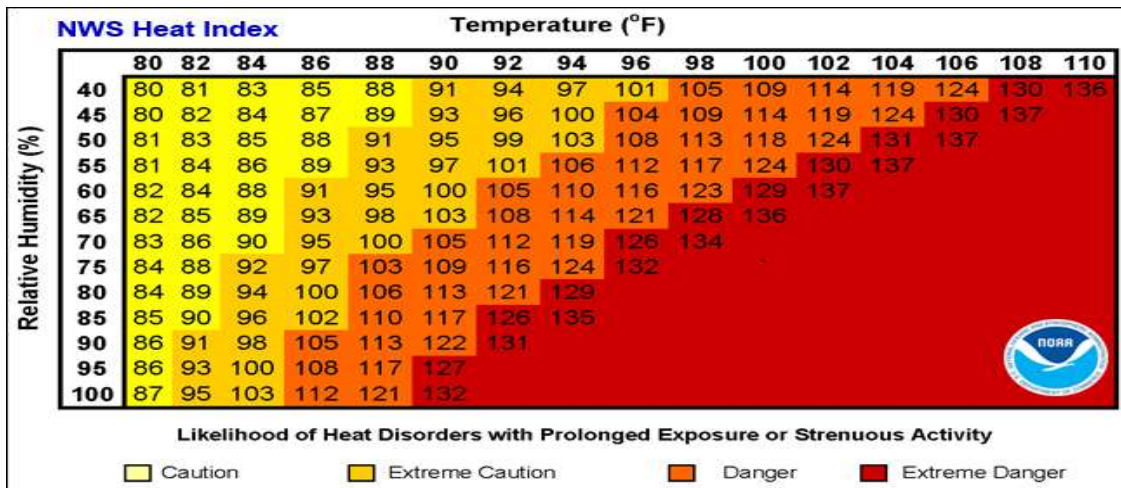 NWS Heat Index Temperature (°F)
80 82 84 86 88 90 92 94 96 98 100 102 104 106 108 110
Relative Humidity (%)
40 80 81 83 85 88 91 94 97 101 105 109 114 119 124 130 136
45 80 82 84 87 89 93 96 100 104 109 114 119 124 130 137
50 81 83 85 88 91 95 99 103 108 113 118 124 131 137
55 81 84 86 89 93 97 101 106 112 117 124 130 137
60 82 84 88 91 95 100 105 110 116 123 129 137
65 82 85 89 93 98 103 108 114 121 128 136
70 83 86 90 95 100 105 112 119 126 134
75 84 88 92 97 103 109 116 124 132
80 84 89 94 100 106 113 121 129
85 85 90 96 102 110 117 126 135
90 86 91 98 105 113 122 131
95 86 93 100 108 117 127
100 87 95 103 112 121 132
NOAA
Likelihood of Heat Disorders with Prolonged Exposure or Strenuous Activity
Caution Extreme Caution Danger Extreme Danger